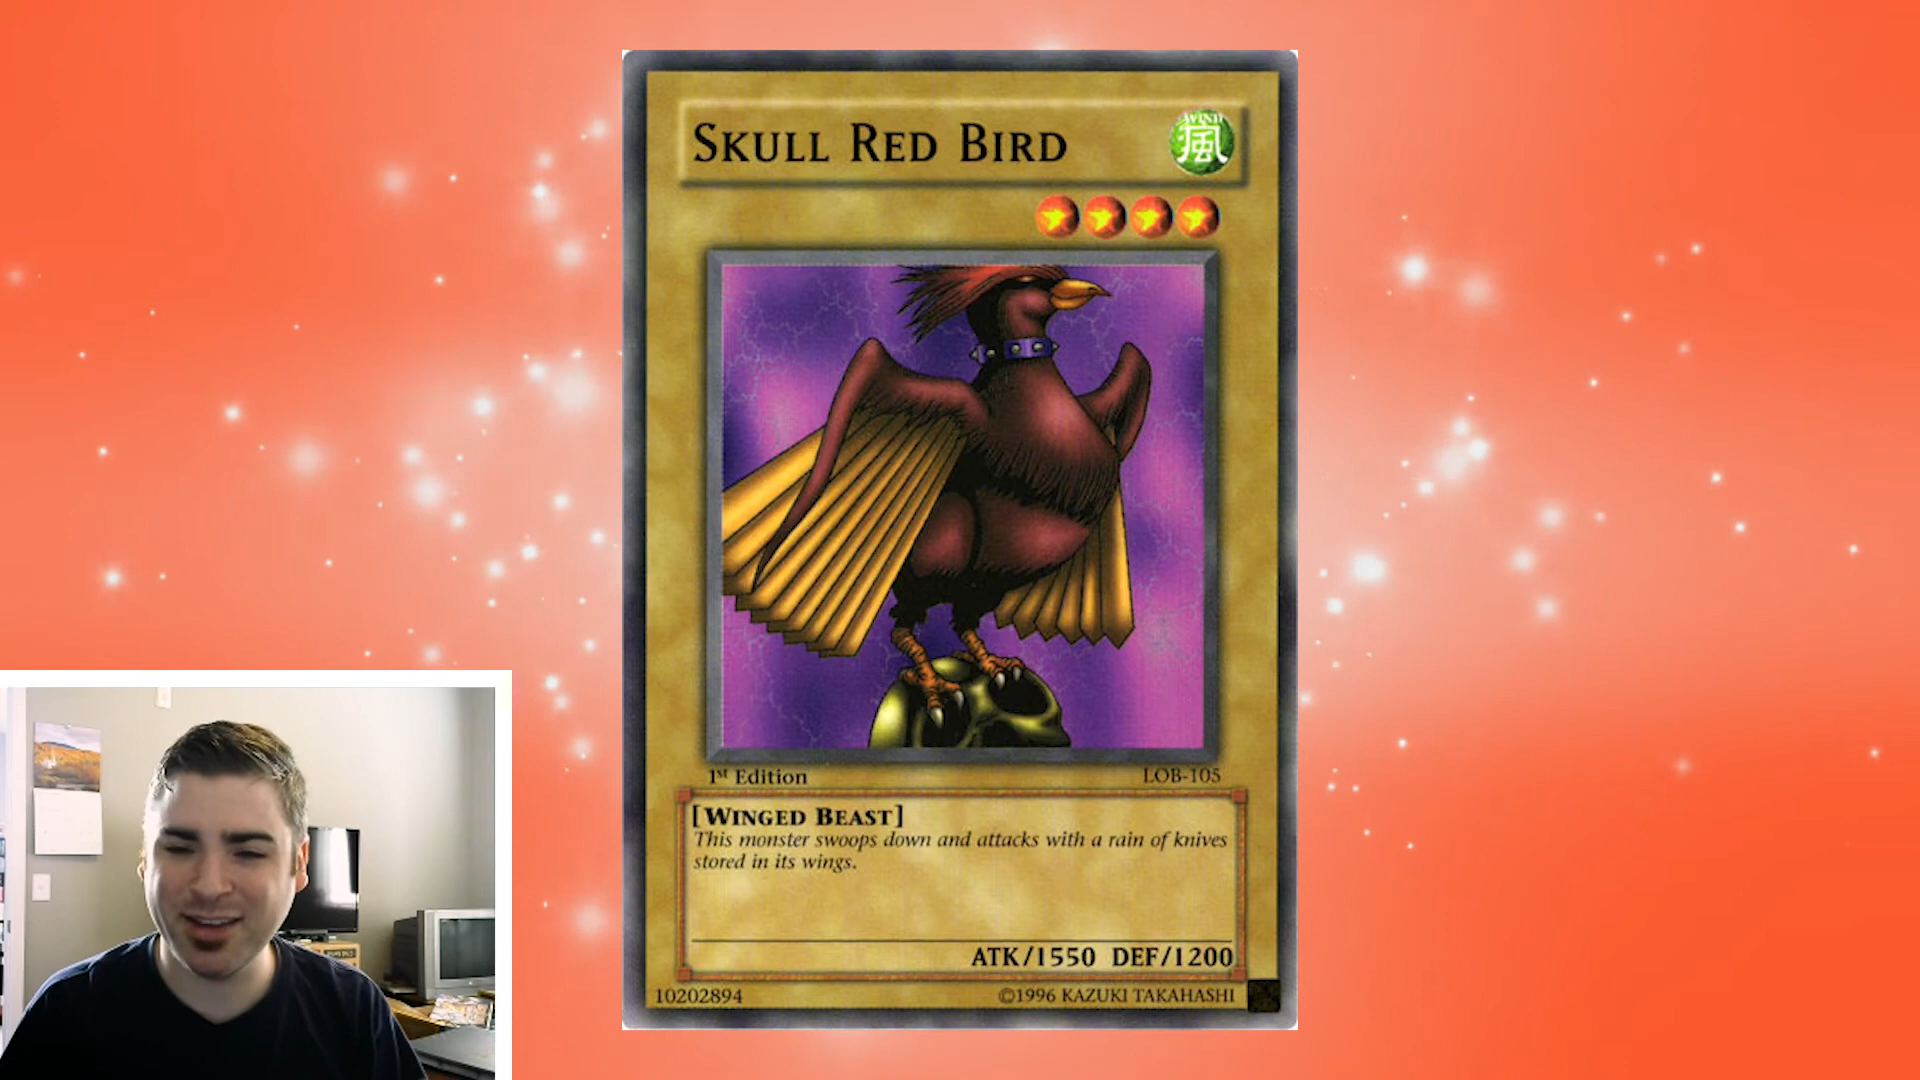 SKULL RED BIRD
WIND
風
1st Edition
LOB-105
[WINGED BEAST]
This monster swoops down and attacks with a rain of knives
stored in its wings.
ATK/1550 DEF/1200
10202894
©1996 KAZUKI TAKAHASHI